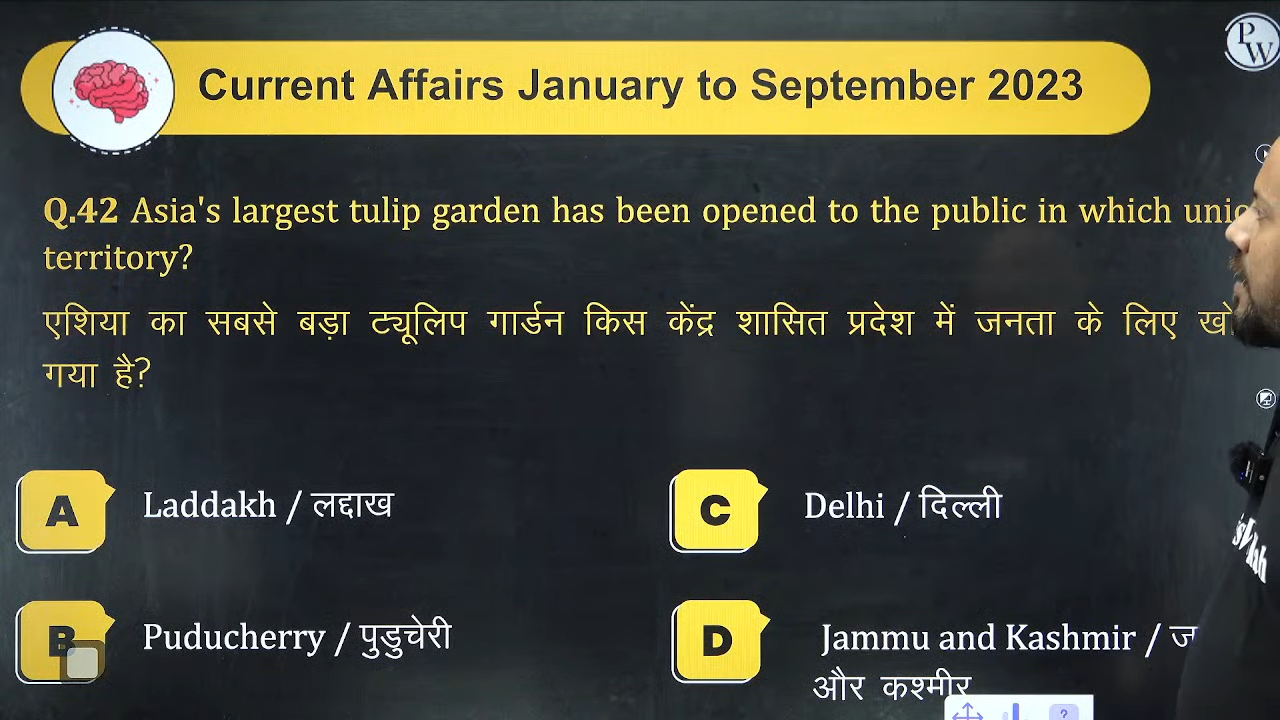 PW
Current Affairs January to September 2023
Q.42 Asia's largest tulip garden has been opened to the public in which
territory?
एशिया का सबसे बड़ा ट्यूलिप गार्डन किस केंद्र शासित प्रदेश में जनता के लिए
गया है?
A Laddakh / लद्दाख
C Delhi / दिल्ली
B Puducherry / पुडुचेरी
D Jammu and Kashmir /
और कश्मीर
?